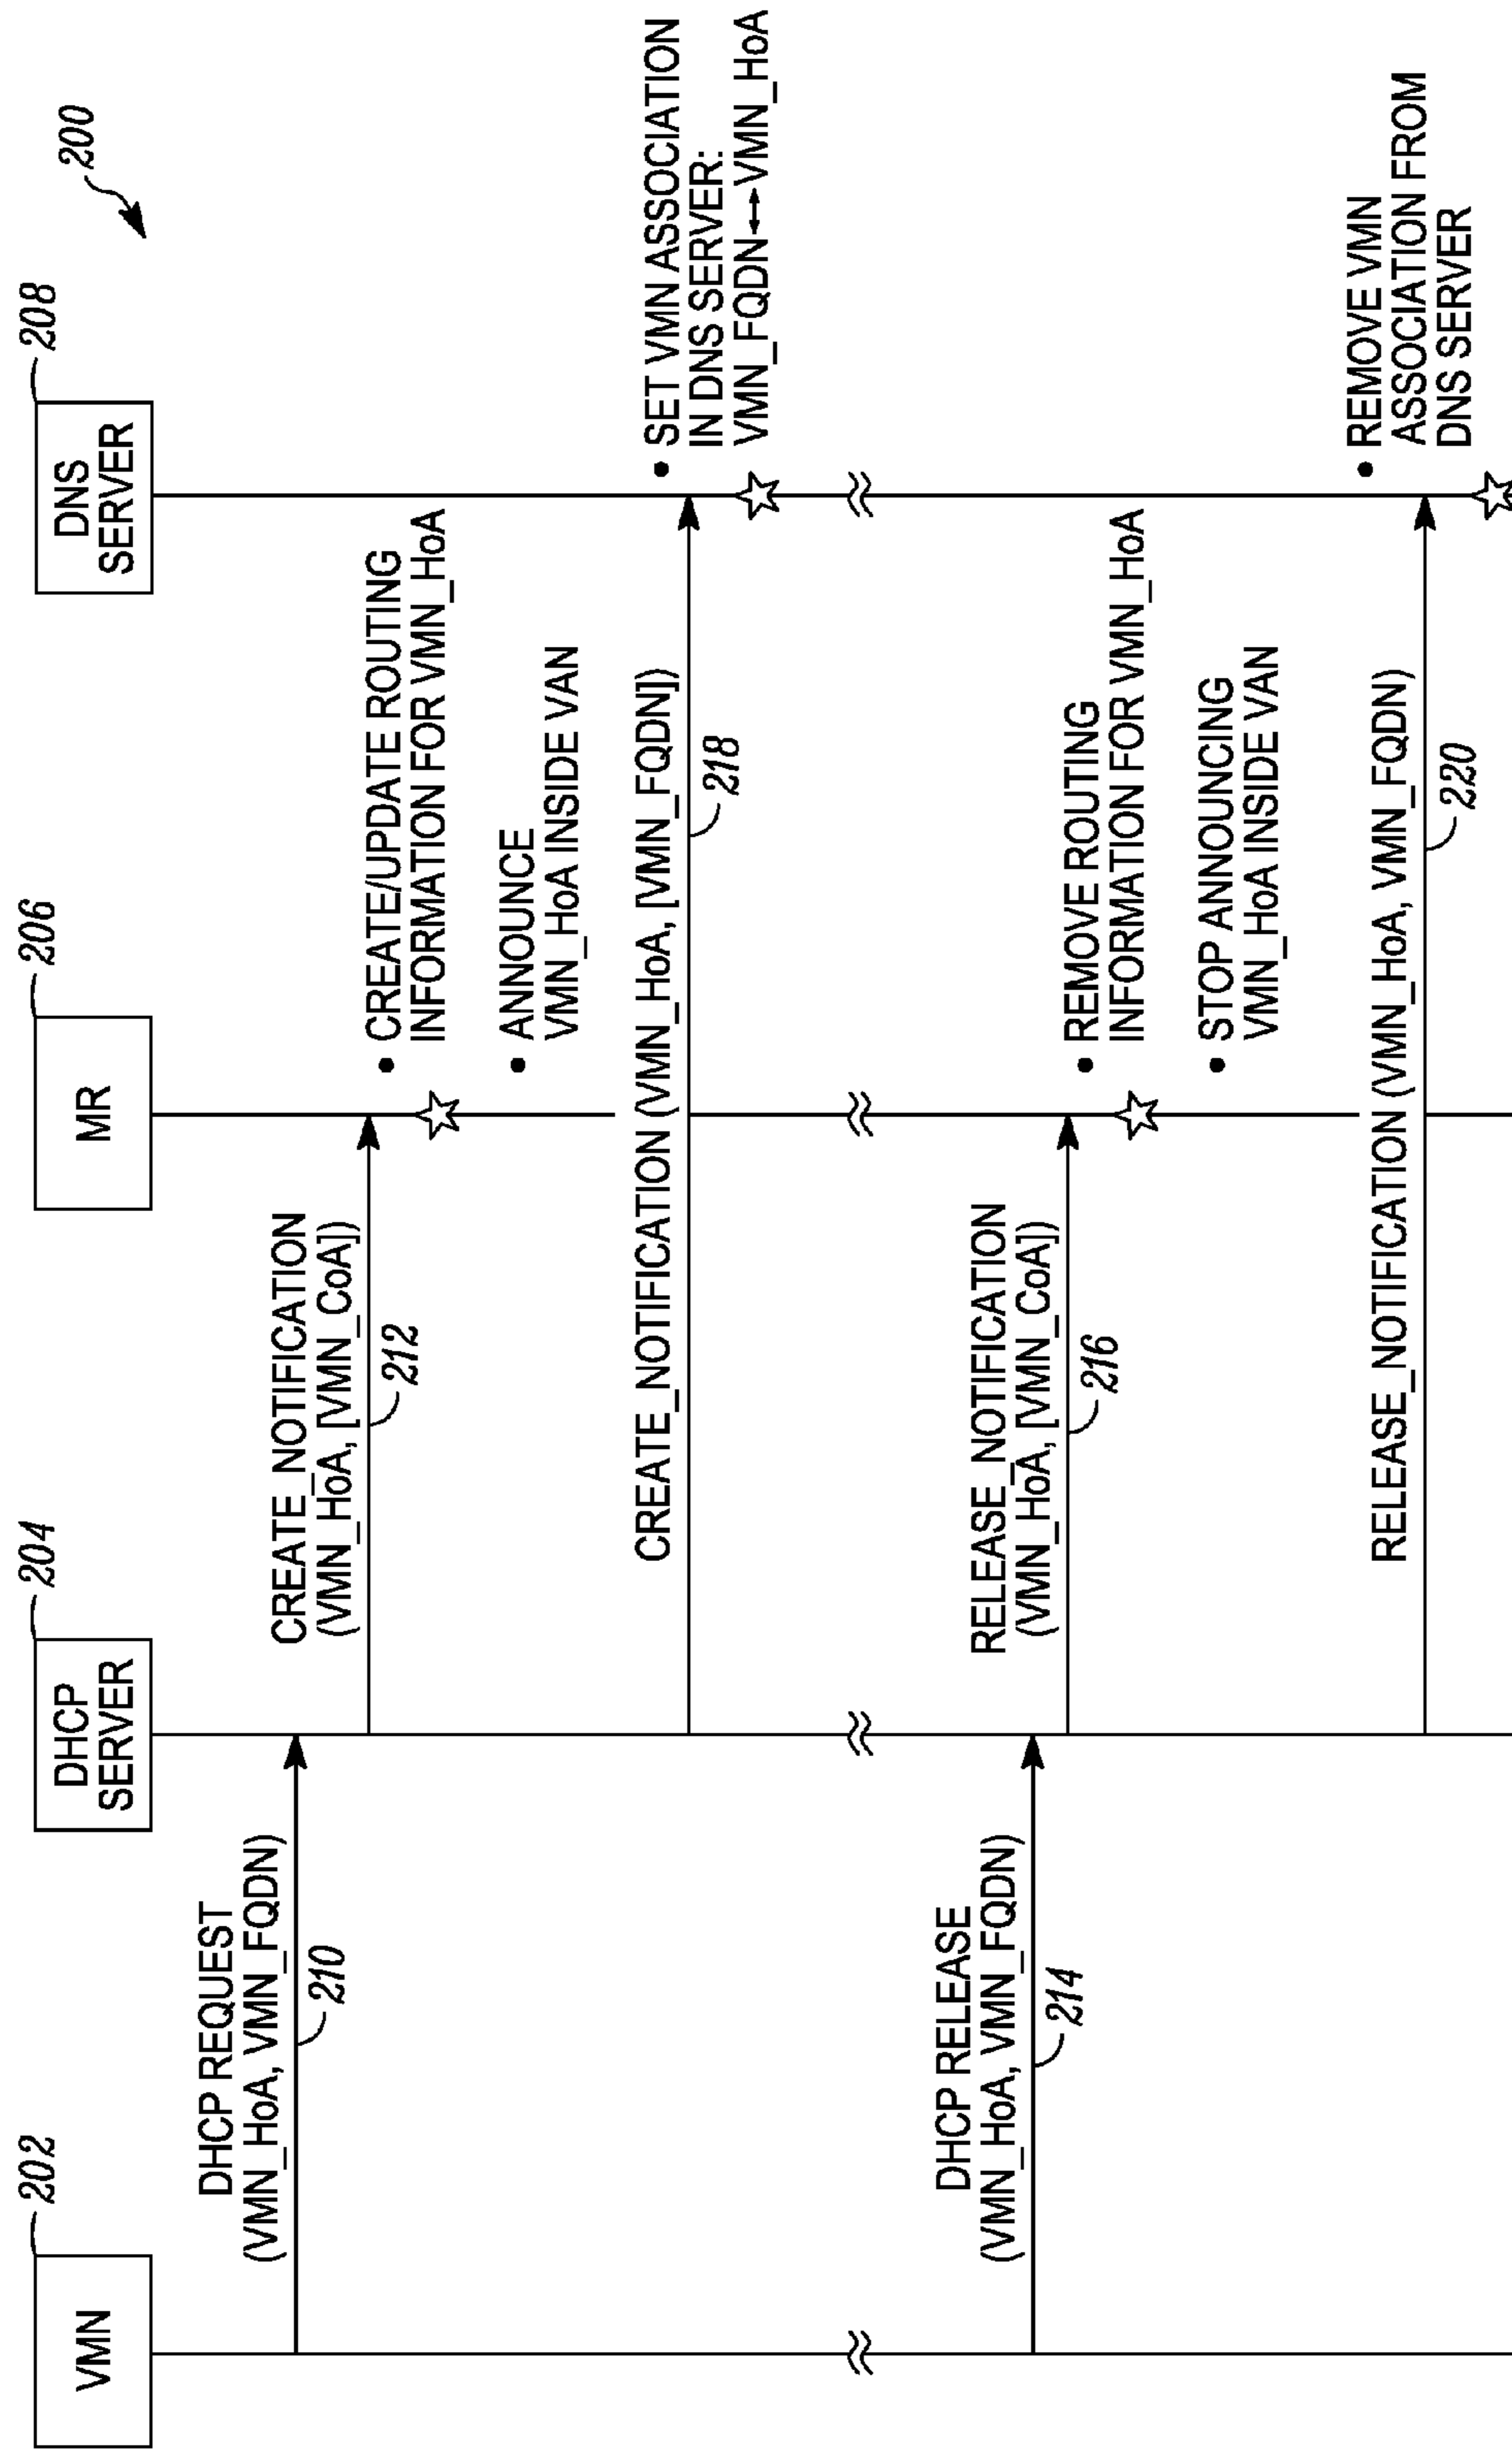 200
202
VMN
204
DHCP
SERVER
206
MR
208
DNS
SERVER
DHCP REQUEST
(VMN_HoA, VMN_FQDN)
210
CREATE_NOTIFICATION
(VMN_HoA, [VMN_CoA])
212
• CREATE/UPDATE ROUTING
INFORMATION FOR VMN_HoA
• ANNOUNCE
VMN_HoA INSIDE VAN
CREATE_NOTIFICATION (VMN_HoA, [VMN_FQDN])
218
• SET VMN ASSOCIATION
IN DNS SERVER:
VMN_FQDN↔VMN_HoA
DHCP RELEASE
(VMN_HoA, VMN_FQDN)
214
RELEASE_NOTIFICATION
(VMN_HoA, [VMN_CoA])
216
• REMOVE ROUTING
INFORMATION FOR VMN_HoA
• STOP ANNOUNCING
VMN_HoA INSIDE VAN
RELEASE_NOTIFICATION (VMN_HoA, VMN_FQDN)
220
• REMOVE VMN
ASSOCIATION FROM
DNS SERVER